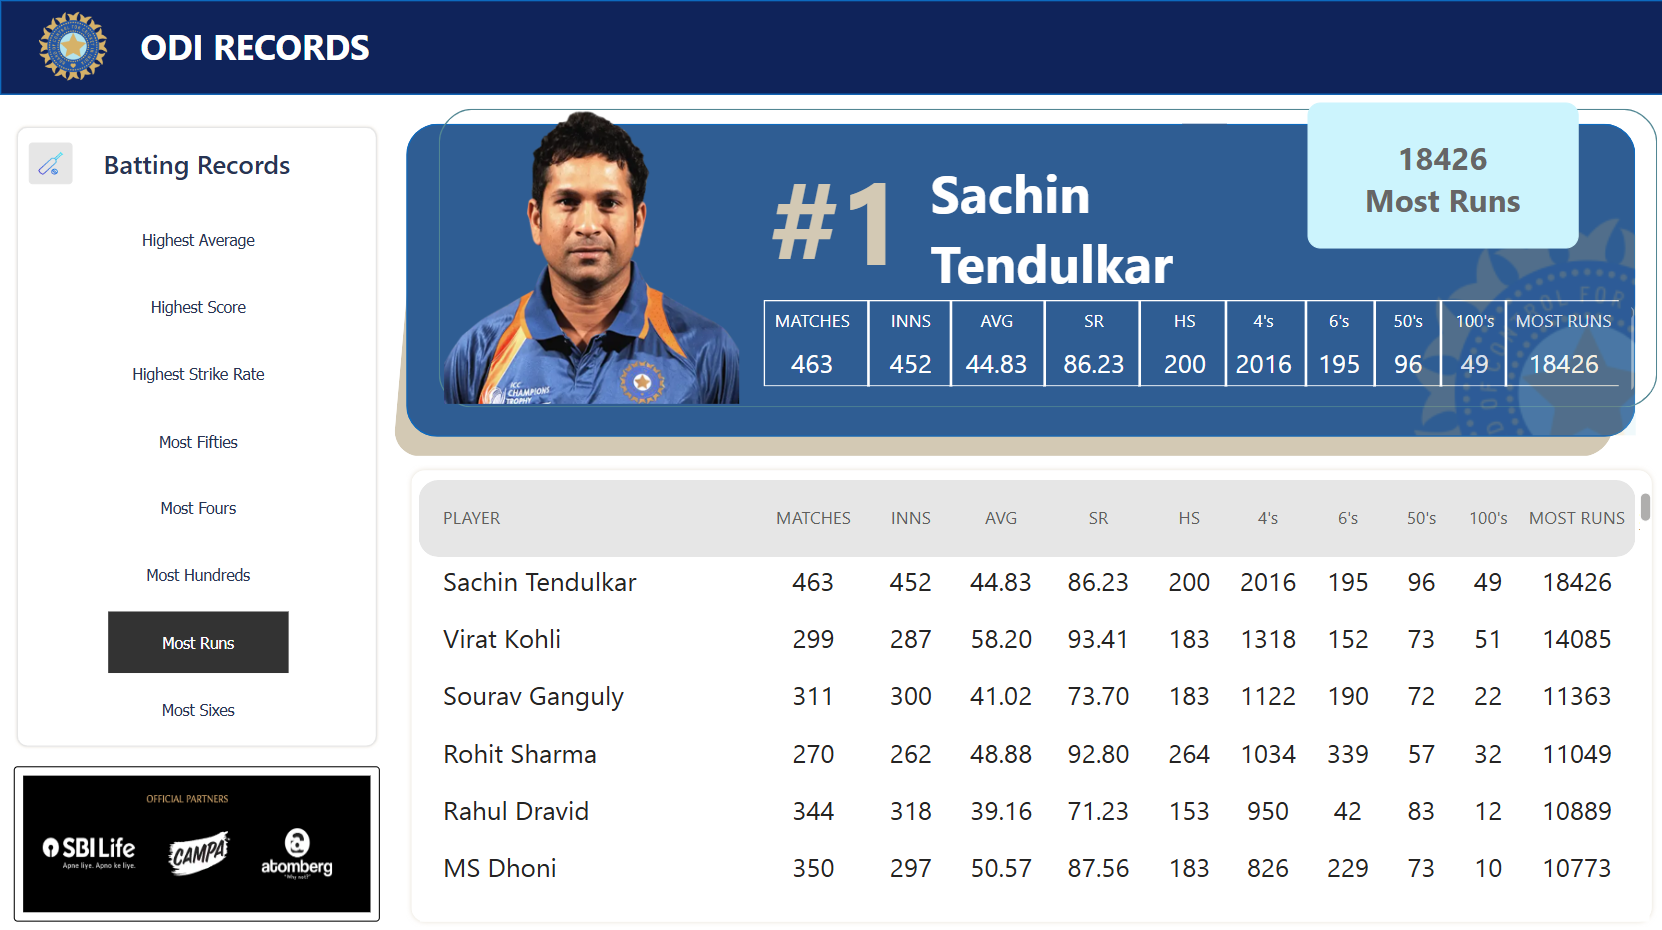 ODI RECORDS
Batting Records
Highest Average
Highest Score
Highest Strike Rate
Most Fifties
Most Fours
Most Hundreds
Most Runs
Most Sixes
OFFICIAL PARTNERS
SBI Life
Apne liye. Apno ke liye.
CAMPA
atomberg
"Why not?"
#1
Sachin
Tendulkar
18426
Most Runs
ICC
CHAMPIONS
TROPHY
MATCHES INNS AVG SR HS 4's 6's 50's 100's MOST RUNS
463 452 44.83 86.23 200 2016 195 96 49 18426
PLAYER MATCHES INNS AVG SR HS 4's 6's 50's 100's MOST RUNS
Sachin Tendulkar 463 452 44.83 86.23 200 2016 195 96 49 18426
Virat Kohli 299 287 58.20 93.41 183 1318 152 73 51 14085
Sourav Ganguly 311 300 41.02 73.70 183 1122 190 72 22 11363
Rohit Sharma 270 262 48.88 92.80 264 1034 339 57 32 11049
Rahul Dravid 344 318 39.16 71.23 153 950 42 83 12 10889
MS Dhoni 350 297 50.57 87.56 183 826 229 73 10 10773